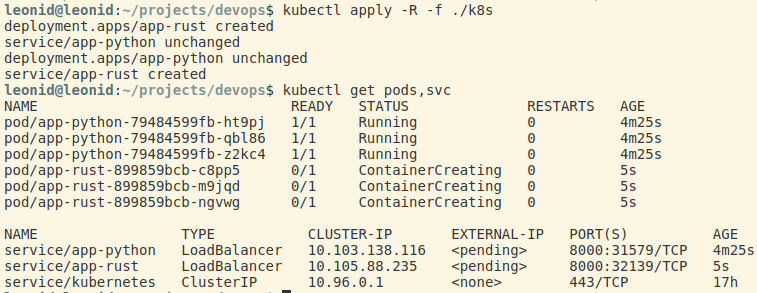 leonid@leonid:~/projects/devops$ kubectl apply -R -f ./k8s
deployment.apps/app-rust created
service/app-python unchanged
deployment.apps/app-python unchanged
service/app-rust created
leonid@leonid:~/projects/devops$ kubectl get pods,svc
NAME READY STATUS RESTARTS AGE
pod/app-python-79484599fb-ht9pj 1/1 Running 0 4m25s
pod/app-python-79484599fb-qbl86 1/1 Running 0 4m25s
pod/app-python-79484599fb-z2kc4 1/1 Running 0 4m25s
pod/app-rust-899859bcb-c8pp5 0/1 ContainerCreating 0 5s
pod/app-rust-899859bcb-m9jqd 0/1 ContainerCreating 0 5s
pod/app-rust-899859bcb-ngvwg 0/1 ContainerCreating 0 5s
NAME TYPE CLUSTER-IP EXTERNAL-IP PORT(S) AGE
service/app-python LoadBalancer 10.103.138.116 <pending> 8000:31579/TCP 4m25s
service/app-rust LoadBalancer 10.105.88.235 <pending> 8000:32139/TCP 5s
service/kubernetes ClusterIP 10.96.0.1 <none> 443/TCP 17h